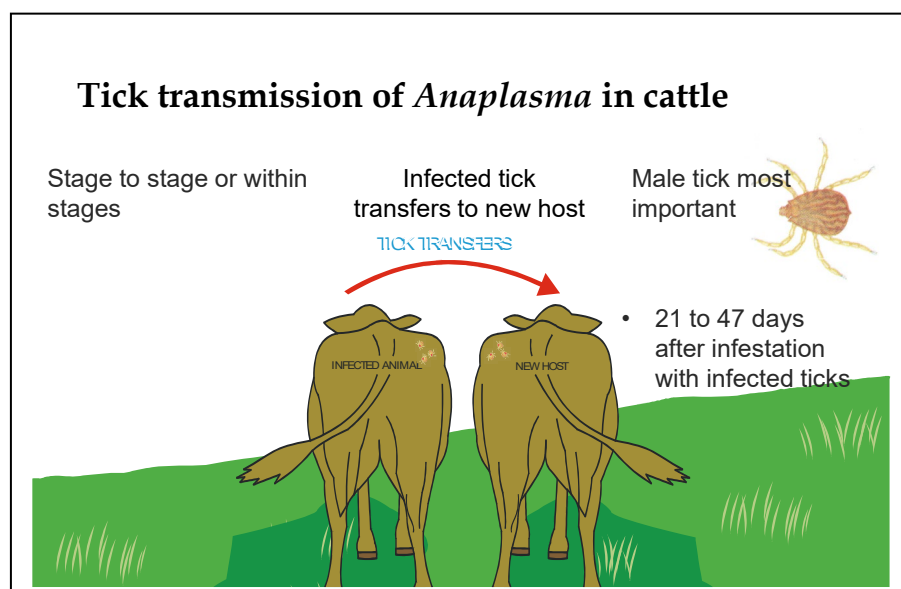 Tick transmission of Anaplasma in cattle
Stage to stage or within
stages
Infected tick
transfers to new host
TICK TRANSFERS
Male tick most
important
• 21 to 47 days
after infestation
with infected ticks
INFECTED ANIMAL
NEW HOST